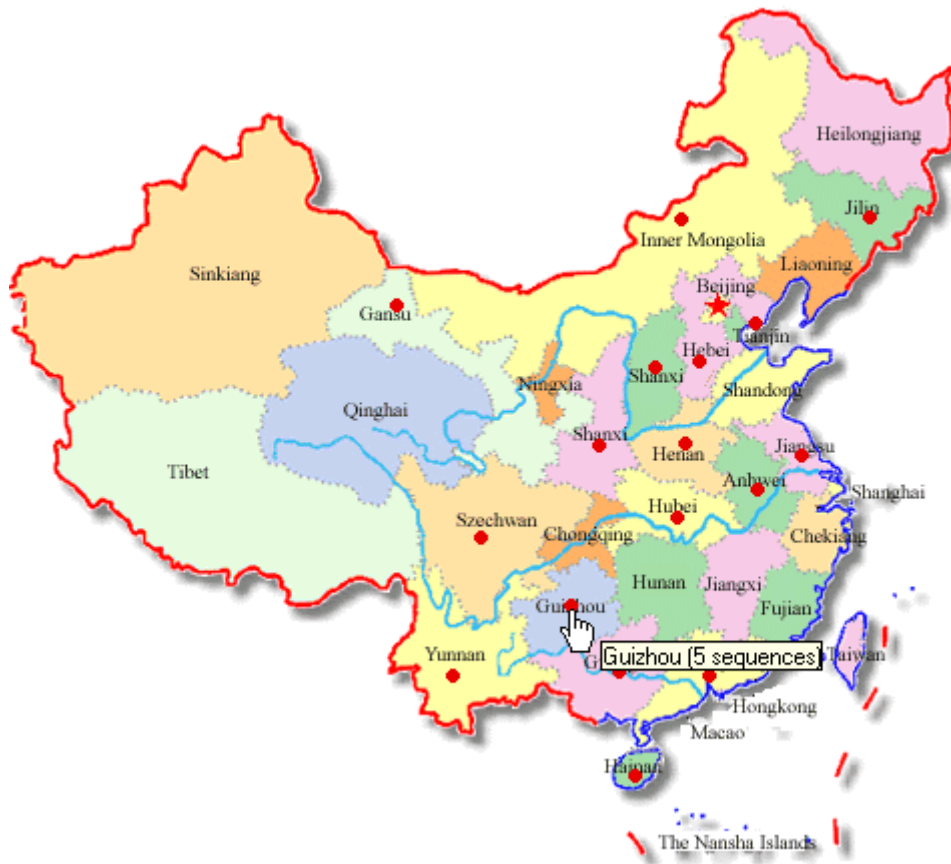 Heilongjiang
Jilin
Inner Mongolia
Liaoning
Sinkiang
Beijing
Gansu
Tianjin
Hebei
Shanxi
Ningxia
Shandong
Qinghai
Shanxi
Henan
Jiangsu
Tibet
Anhwei
Shanghai
Hubei
Szechwan
Chongqing
Chekiang
Hunan
Jiangxi
Guizhou
Fujian
Yunnan
Guizhou (5 sequences)
Taiwan
Hongkong
Macao
Hainan
The Nansha Islands